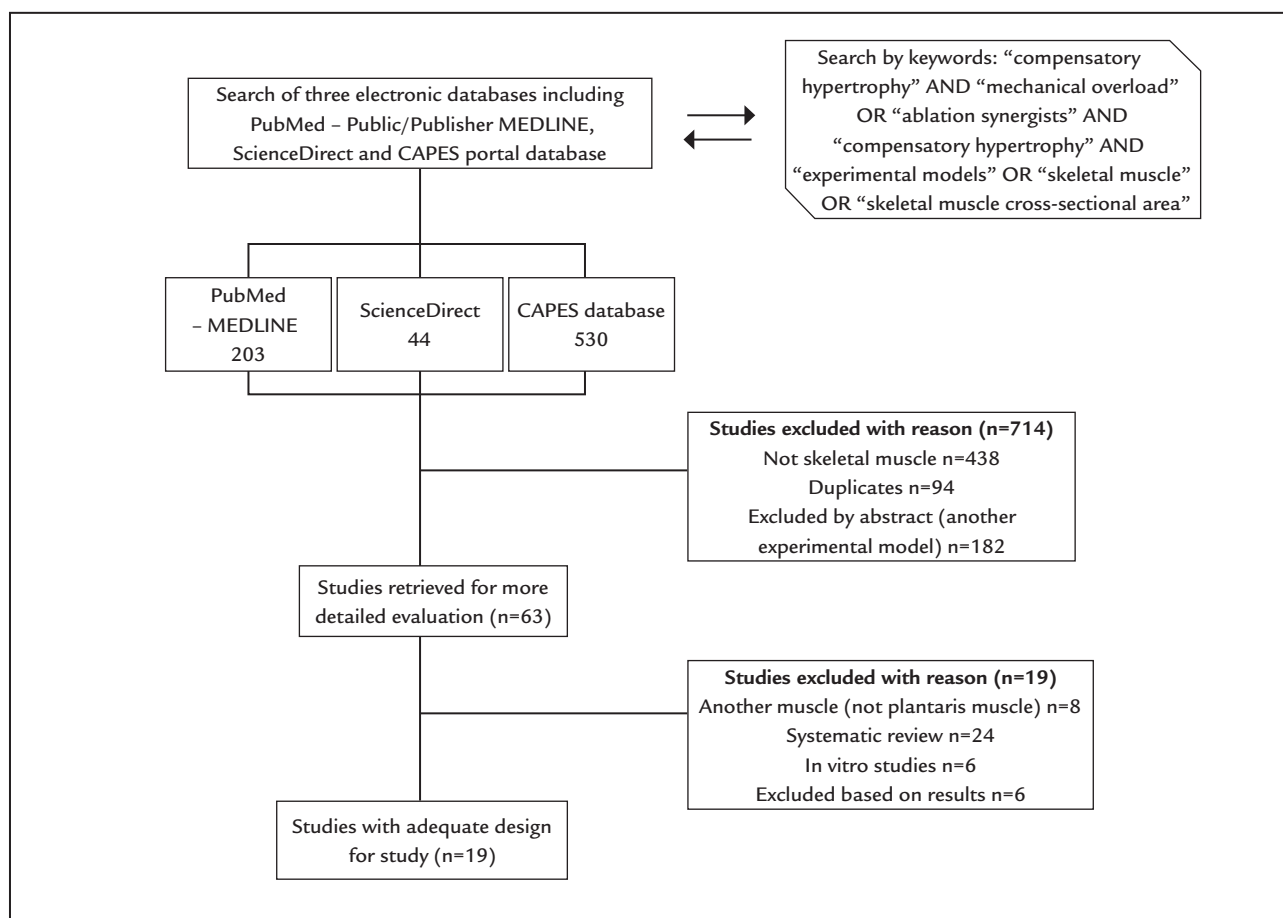 Search of three electronic databases including
PubMed – Public/Publisher MEDLINE,
ScienceDirect and CAPES portal database
Search by keywords: “compensatory
hypertrophy” AND “mechanical overload”
OR “ablation synergists” AND
“compensatory hypertrophy” AND
“experimental models” OR “skeletal muscle”
OR “skeletal muscle cross-sectional area”
PubMed
– MEDLINE
203
ScienceDirect
44
CAPES database
530
Studies excluded with reason (n=714)
Not skeletal muscle n=438
Duplicates n=94
Excluded by abstract (another
experimental model) n=182
Studies retrieved for more
detailed evaluation (n=63)
Studies excluded with reason (n=19)
Another muscle (not plantaris muscle) n=8
Systematic review n=24
In vitro studies n=6
Excluded based on results n=6
Studies with adequate design
for study (n=19)